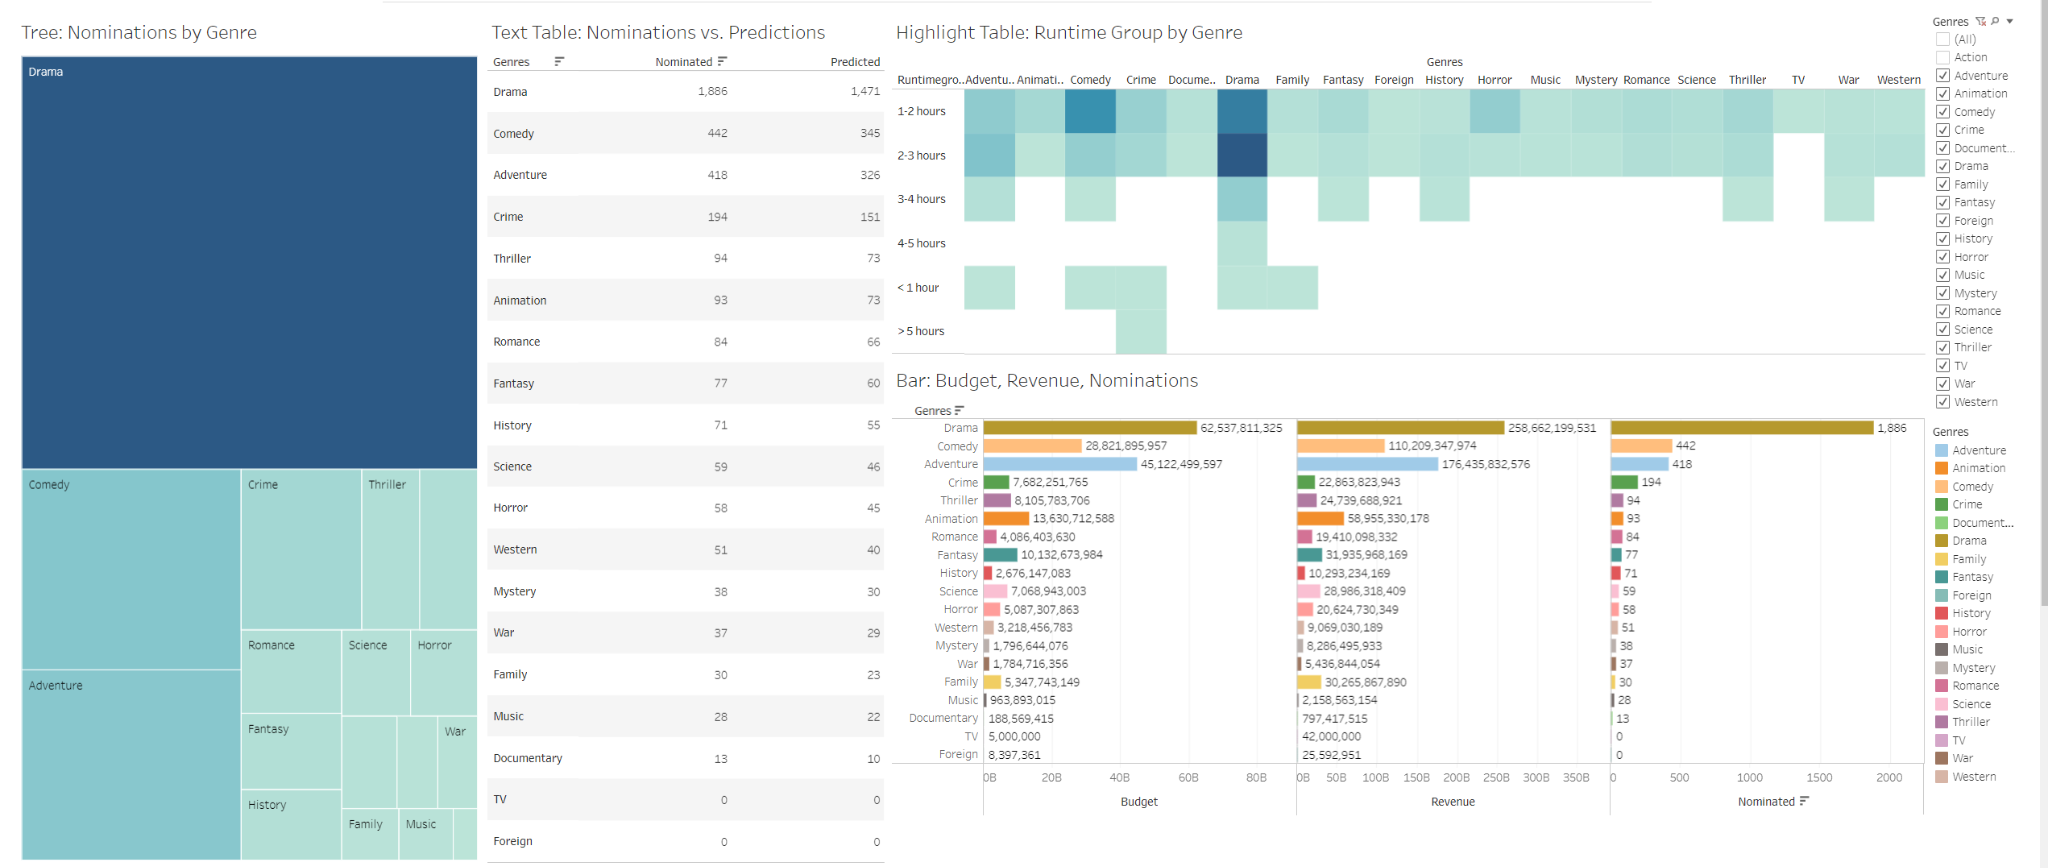 Tree: Nominations by Genre
Drama
Comedy
Crime
Thriller
Romance
Science
Horror
Adventure
Fantasy
War
History
Family
Music
Text Table: Nominations vs. Predictions
Genres Nominated Predicted
Drama 1,886 1,471
Comedy 442 345
Adventure 418 326
Crime 194 151
Thriller 94 73
Animation 93 73
Romance 84 66
Fantasy 77 60
History 71 55
Science 59 46
Horror 58 45
Western 51 40
Mystery 38 30
War 37 29
Family 30 23
Music 28 22
Documentary 13 10
TV 0 0
Foreign 0 0
Highlight Table: Runtime Group by Genre
Genres
Runtimegro.. Adventu.. Animati.. Comedy Crime Docume.. Drama Family Fantasy Foreign History Horror Music Mystery Romance Science Thriller TV War Western
1-2 hours
2-3 hours
3-4 hours
4-5 hours
< 1 hour
> 5 hours
Bar: Budget, Revenue, Nominations
Genres
Drama 62,537,811,325 258,662,199,531 1,886
Comedy 28,821,895,957 110,209,347,974 442
Adventure 45,122,499,597 176,435,832,576 418
Crime 7,682,251,765 22,863,823,943 194
Thriller 8,105,783,706 24,739,688,921 94
Animation 13,630,712,588 58,955,330,178 93
Romance 4,086,403,630 19,410,098,332 84
Fantasy 10,132,673,984 31,935,968,169 77
History 2,676,147,083 10,293,234,169 71
Science 7,068,943,003 28,986,318,409 59
Horror 5,087,307,863 20,624,730,349 58
Western 3,218,456,783 9,069,030,189 51
Mystery 1,796,644,076 8,286,495,933 38
War 1,784,716,356 5,436,844,054 37
Family 5,347,743,149 30,265,867,890 30
Music 963,893,015 2,158,563,154 28
Documentary 188,569,415 797,417,515 13
TV 5,000,000 42,000,000 0
Foreign 8,397,361 25,592,951 0
0B 20B 40B 60B 80B 0B 50B 100B 150B 200B 250B 300B 350B 0 500 1000 1500 2000
Budget Revenue Nominated
Genres
(All)
Action
Adventure
Animation
Comedy
Crime
Document...
Drama
Family
Fantasy
Foreign
History
Horror
Music
Mystery
Romance
Science
Thriller
TV
War
Western
Genres
Adventure
Animation
Comedy
Crime
Document...
Drama
Family
Fantasy
Foreign
History
Horror
Music
Mystery
Romance
Science
Thriller
TV
War
Western